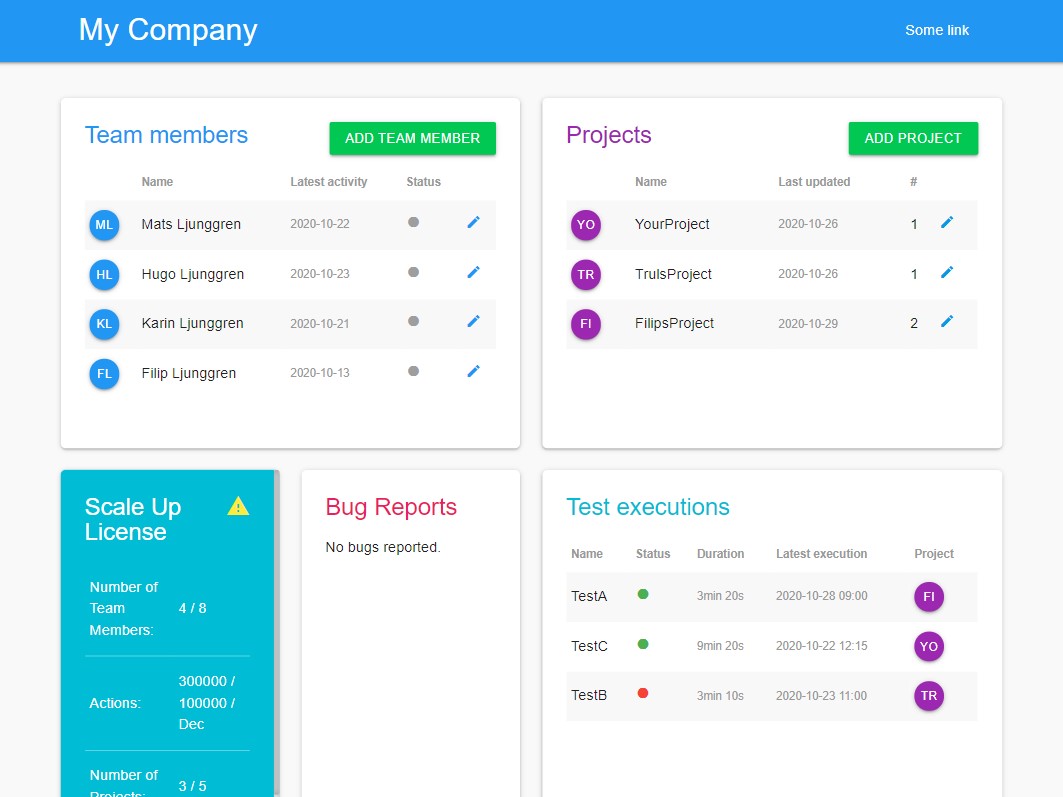 My Company
Some link
Team members
ADD TEAM MEMBER
Name Latest activity Status
ML Mats Ljunggren 2020-10-22
HL Hugo Ljunggren 2020-10-23
KL Karin Ljunggren 2020-10-21
FL Filip Ljunggren 2020-10-13
Projects
ADD PROJECT
Name Last updated #
YO YourProject 2020-10-26 1
TR TrulsProject 2020-10-26 1
FI FilipsProject 2020-10-29 2
Scale Up
License
Number of
Team
Members:
4 / 8
Actions:
300000 /
100000 /
Dec
Number of
Projects:
3 / 5
Bug Reports
No bugs reported.
Test executions
Name Status Duration Latest execution Project
TestA 3min 20s 2020-10-28 09:00 FI
TestC 9min 20s 2020-10-22 12:15 YO
TestB 3min 10s 2020-10-23 11:00 TR